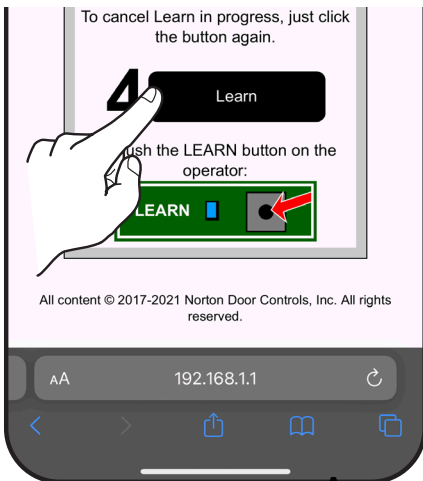 To cancel Learn in progress, just click
the button again.
4
Learn
the LEARN button on the
operator:
LEARN
All content © 2017-2021 Norton Door Controls, Inc. All rights
reserved.
AA
192.168.1.1